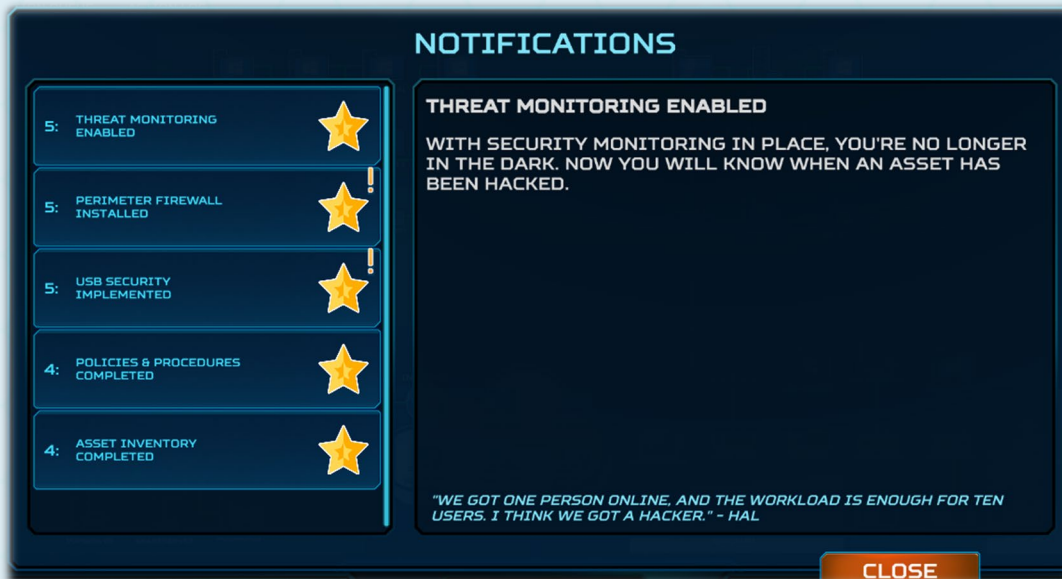 NOTIFICATIONS
5: THREAT MONITORING
ENABLED
5: PERIMETER FIREWALL
INSTALLED
!
5: USB SECURITY
IMPLEMENTED
!
4: POLICIES & PROCEDURES
COMPLETED
4: ASSET INVENTORY
COMPLETED
THREAT MONITORING ENABLED
WITH SECURITY MONITORING IN PLACE, YOU'RE NO LONGER
IN THE DARK. NOW YOU WILL KNOW WHEN AN ASSET HAS
BEEN HACKED.
"WE GOT ONE PERSON ONLINE, AND THE WORKLOAD IS ENOUGH FOR TEN
USERS. I THINK WE GOT A HACKER." - HAL
CLOSE